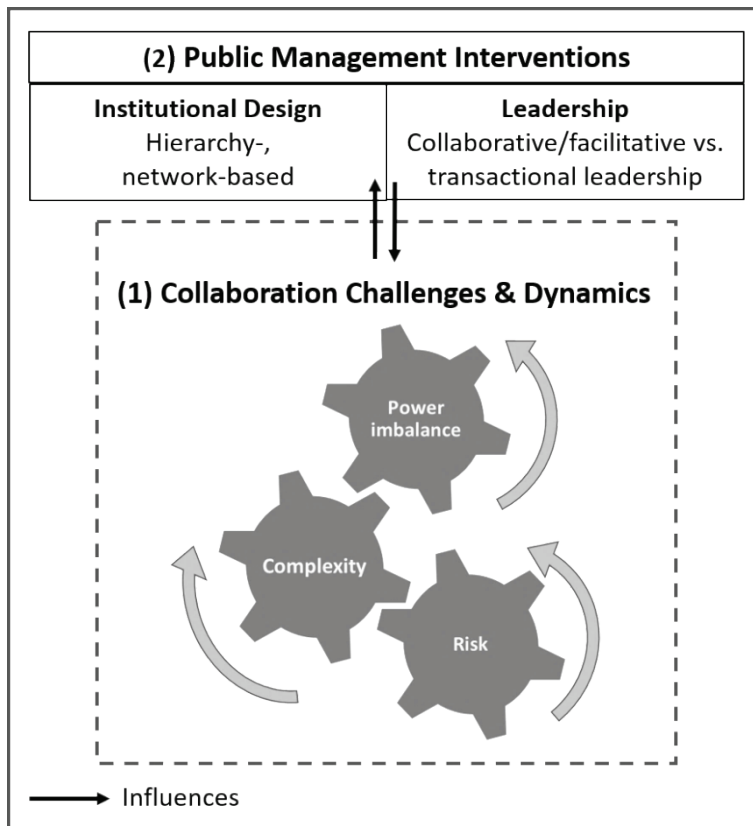 (2) Public Management Interventions
Institutional Design
Hierarchy-,
network-based
Leadership
Collaborative/facilitative vs.
transactional leadership
(1) Collaboration Challenges & Dynamics
Power
imbalance
Complexity
Risk
Influences